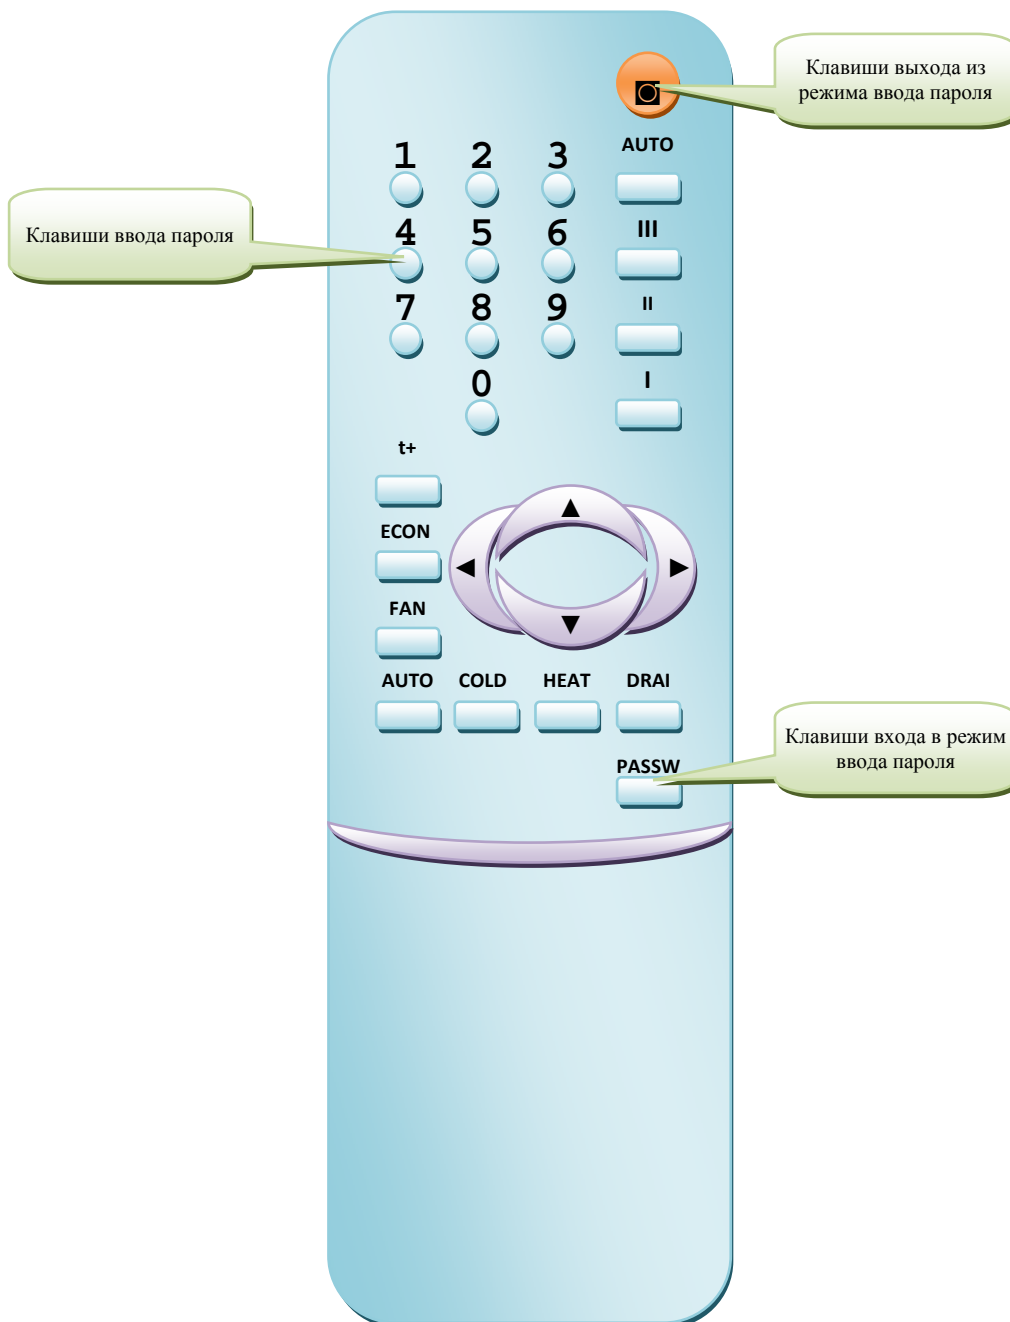 Клавиши выхода из
режима ввода пароля
AUTO
1 2 3
Клавиши ввода пароля
4 5 6 III
7 8 9 II
0 I
t+
ECON
▲
◄ ►
FAN
▼
AUTO COLD HEAT DRAI
Клавиши входа в режим
ввода пароля
PASSW